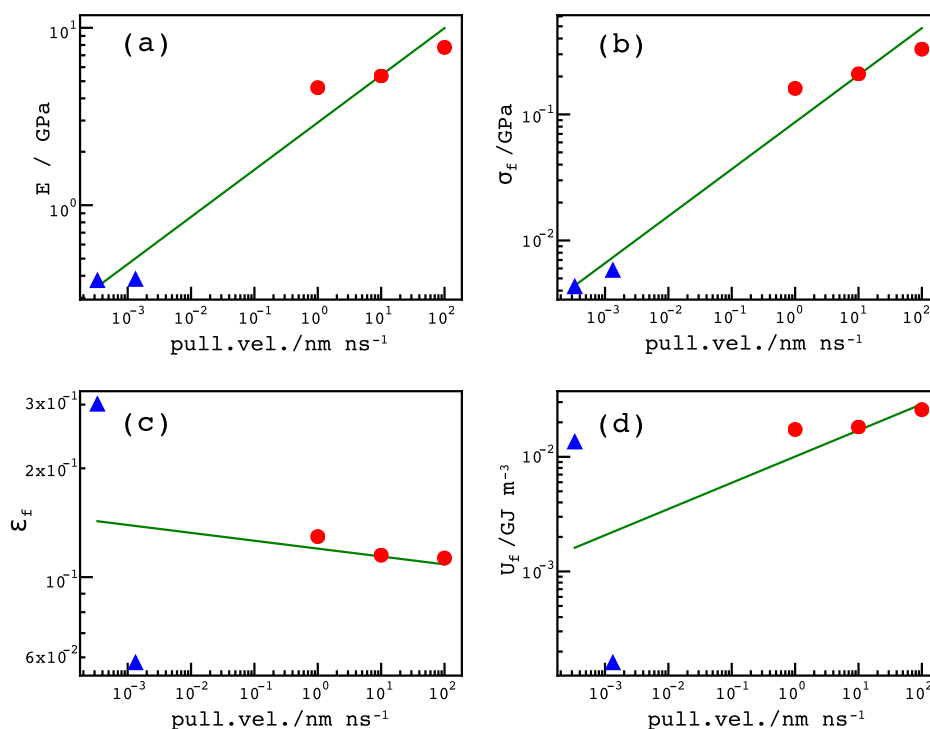 (a)
E / GPa
10¹
10⁰
10⁻³ 10⁻² 10⁻¹ 10⁰ 10¹ 10²
pull.vel./nm ns⁻¹
(b)
σf/GPa
10⁻¹
10⁻²
10⁻³ 10⁻² 10⁻¹ 10⁰ 10¹ 10²
pull.vel./nm ns⁻¹
(c)
εf
3x10⁻¹
2x10⁻¹
10⁻¹
6x10⁻²
10⁻³ 10⁻² 10⁻¹ 10⁰ 10¹ 10²
pull.vel./nm ns⁻¹
(d)
Uf/GJ m⁻³
10⁻²
10⁻³
10⁻³ 10⁻² 10⁻¹ 10⁰ 10¹ 10²
pull.vel./nm ns⁻¹